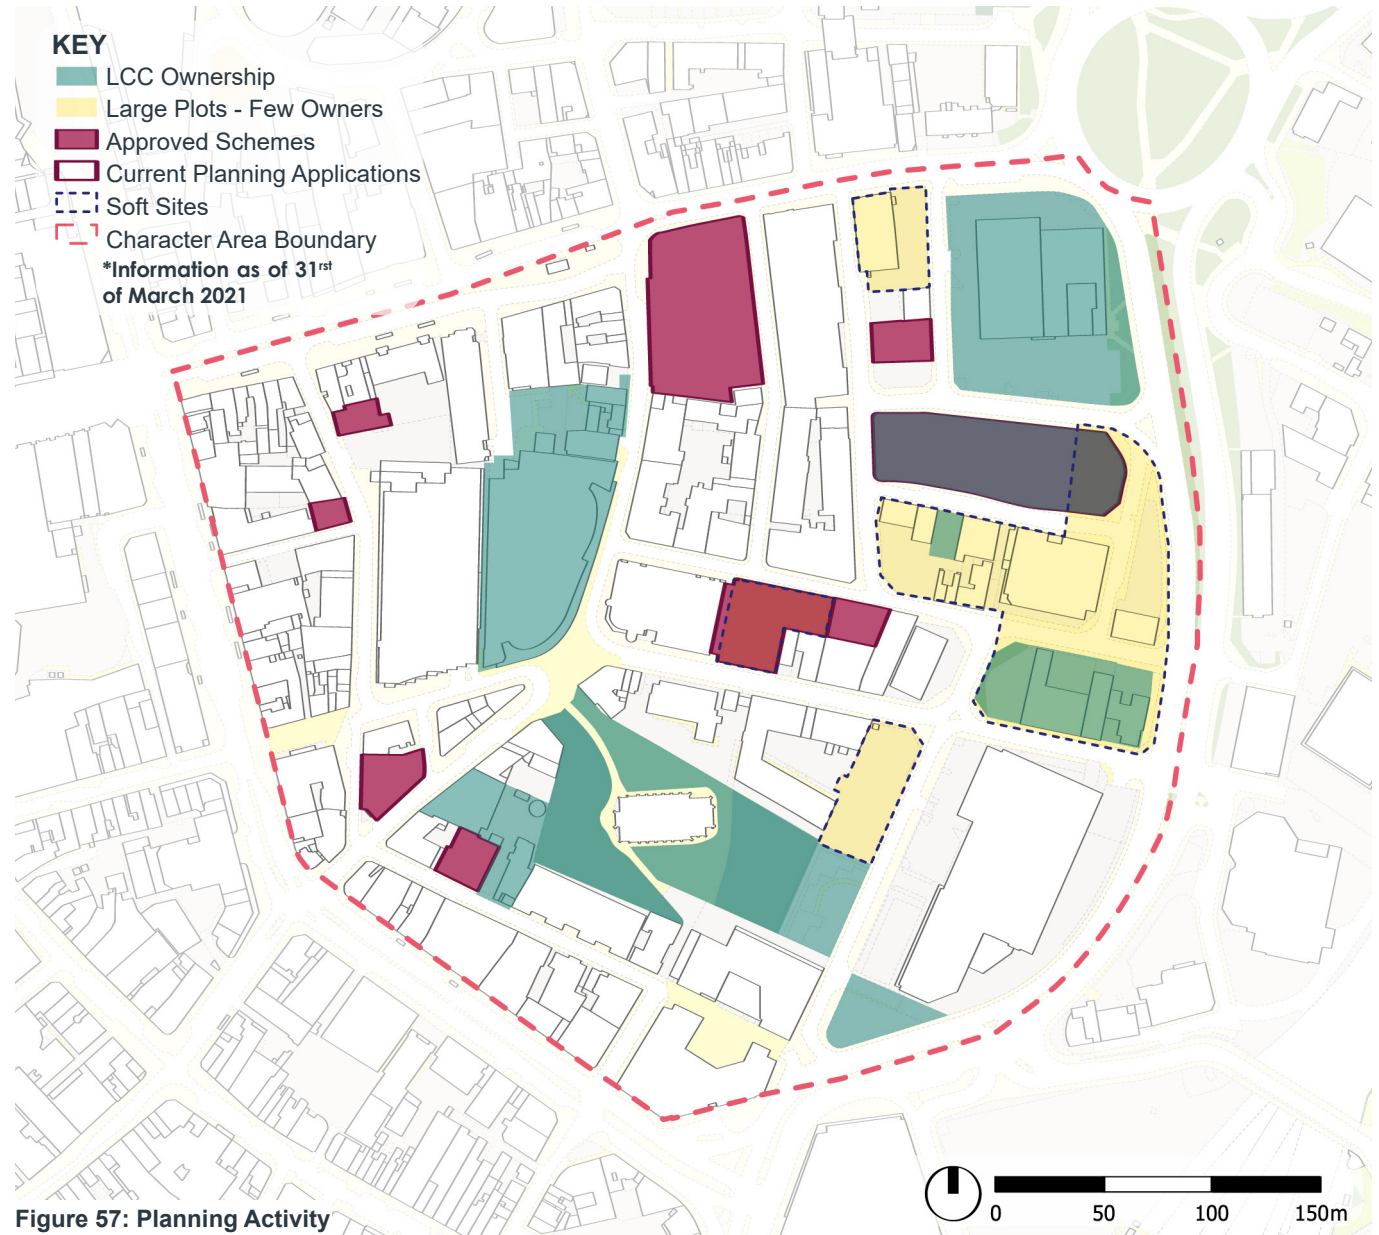 KEY
LCC Ownership
Large Plots - Few Owners
Approved Schemes
Current Planning Applications
Soft Sites
Character Area Boundary
*Information as of 31rst
of March 2021
0 50 100 150m
Figure 57: Planning Activity